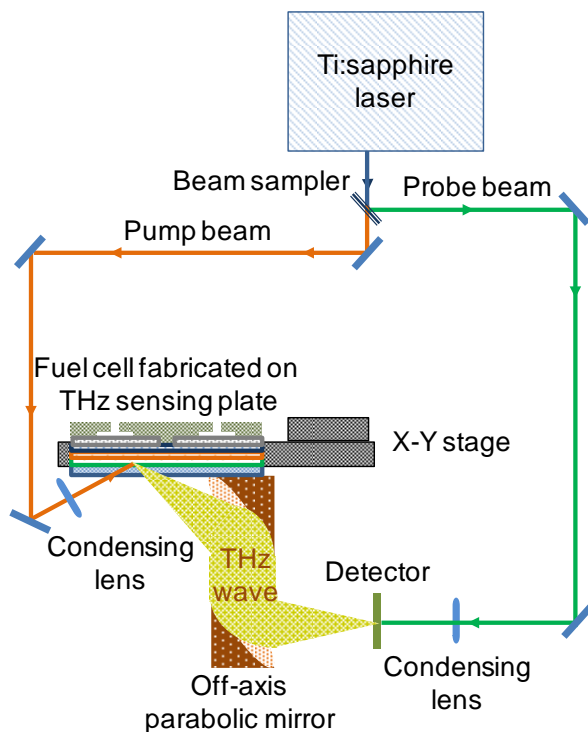 Ti:sapphire
laser
Beam sampler
Probe beam
Pump beam
Fuel cell fabricated on
THz sensing plate
X-Y stage
Condensing
lens
THz
wave
Detector
Off-axis
parabolic mirror
Condensing
lens